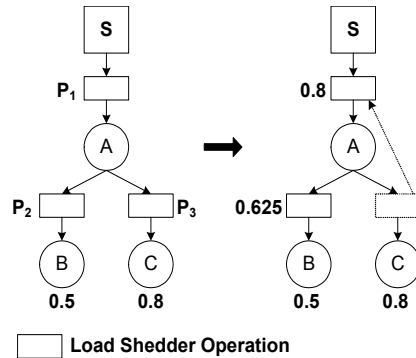 S S
P1 0.8
A A
P2 P3 0.625
B C B C
0.5 0.8 0.5 0.8
Load Shedder Operation